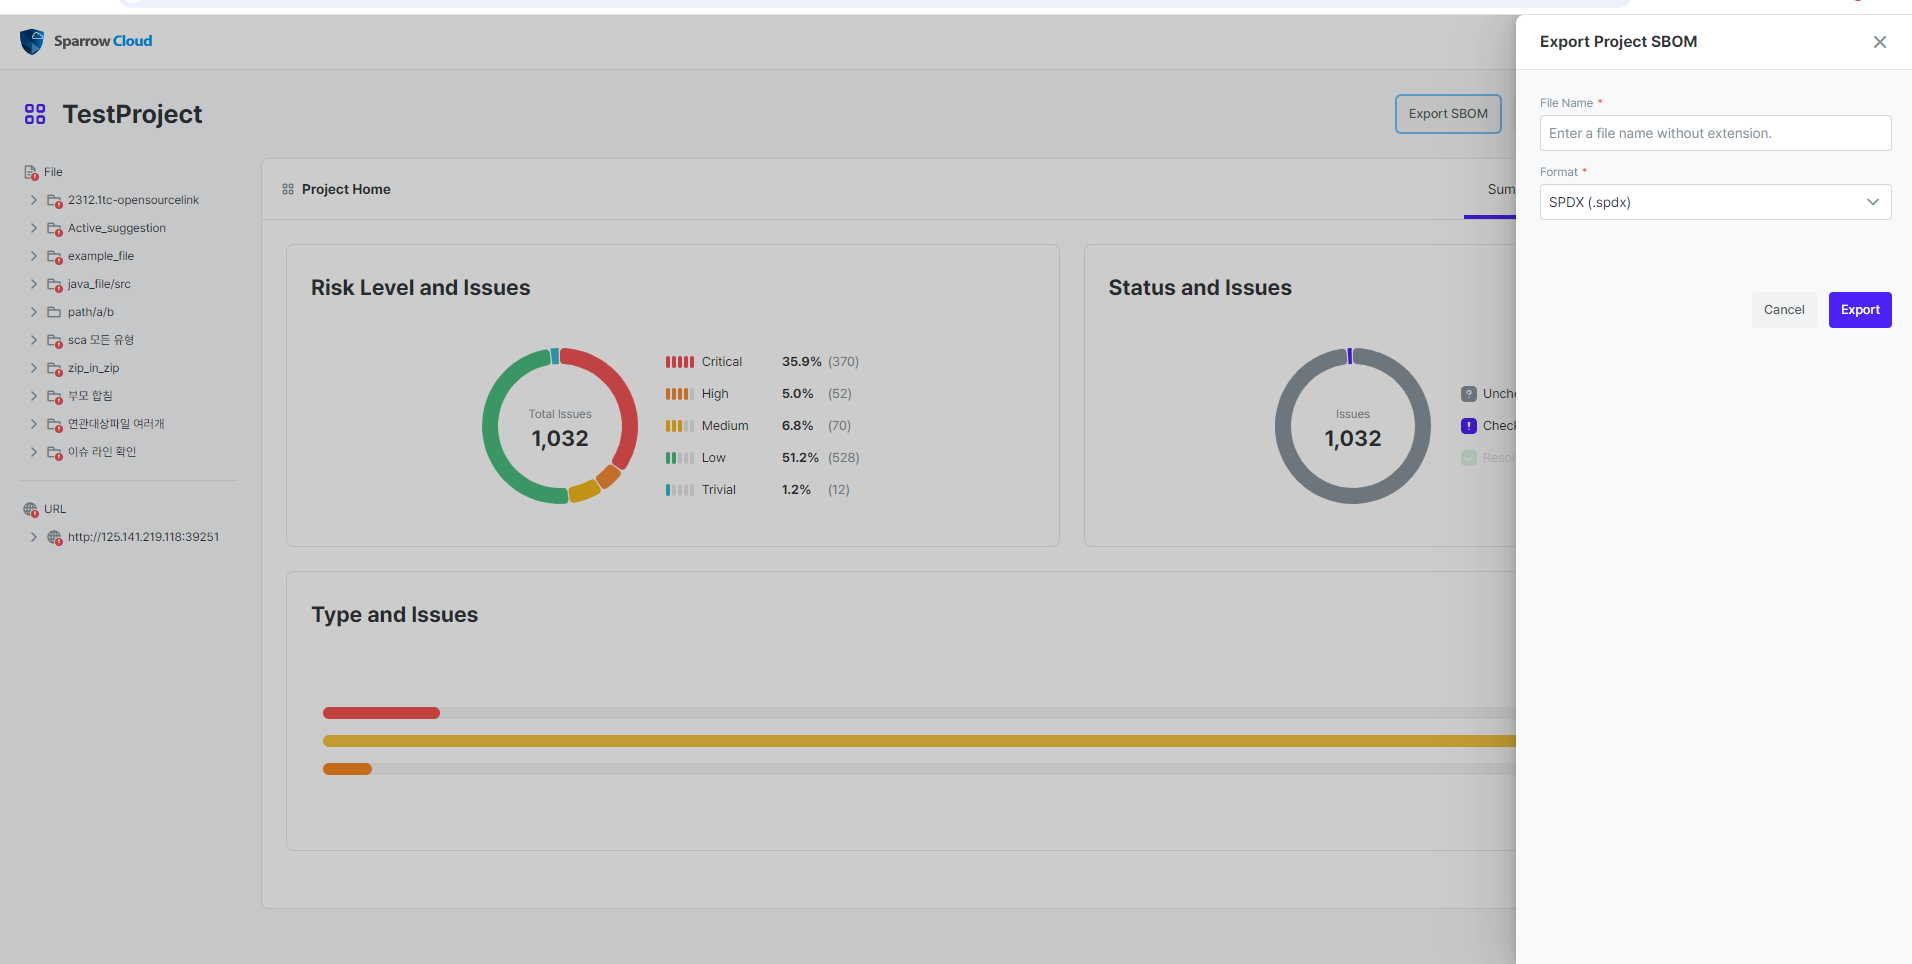 Sparrow Cloud
Export Project SBOM
TestProject
Export SBOM
File Name *
Enter a file name without extension.
Format *
SPDX (.spdx)
Cancel
Export
File
2312.1tc-opensourcelink
Active_suggestion
example_file
java_file/src
path/a/b
sca 모든 유형
zip_in_zip
부모 합침
연관대상파일 여러개
이슈 라인 확인
URL
http://125.141.219.118:39251
Project Home
Sum
Risk Level and Issues
Total Issues
1,032
Critical 35.9% (370)
High 5.0% (52)
Medium 6.8% (70)
Low 51.2% (528)
Trivial 1.2% (12)
Status and Issues
Issues
1,032
Unche
Check
Resol
Type and Issues